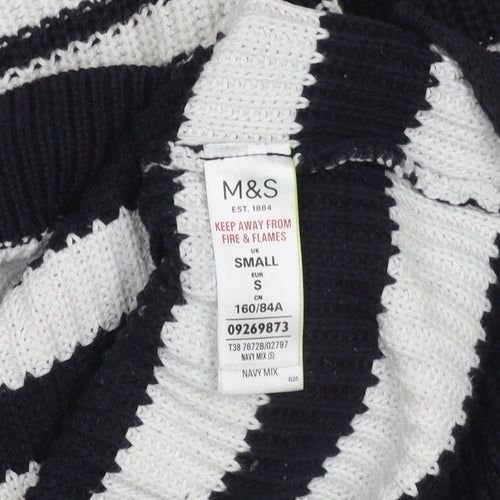 M&S
EST. 1884
KEEP AWAY FROM
FIRE & FLAMES
UK
SMALL
EUR
S
CN
160/84A
09269873
T38 7672B/02797
NAVY MIX (S)
NAVY MIX B25